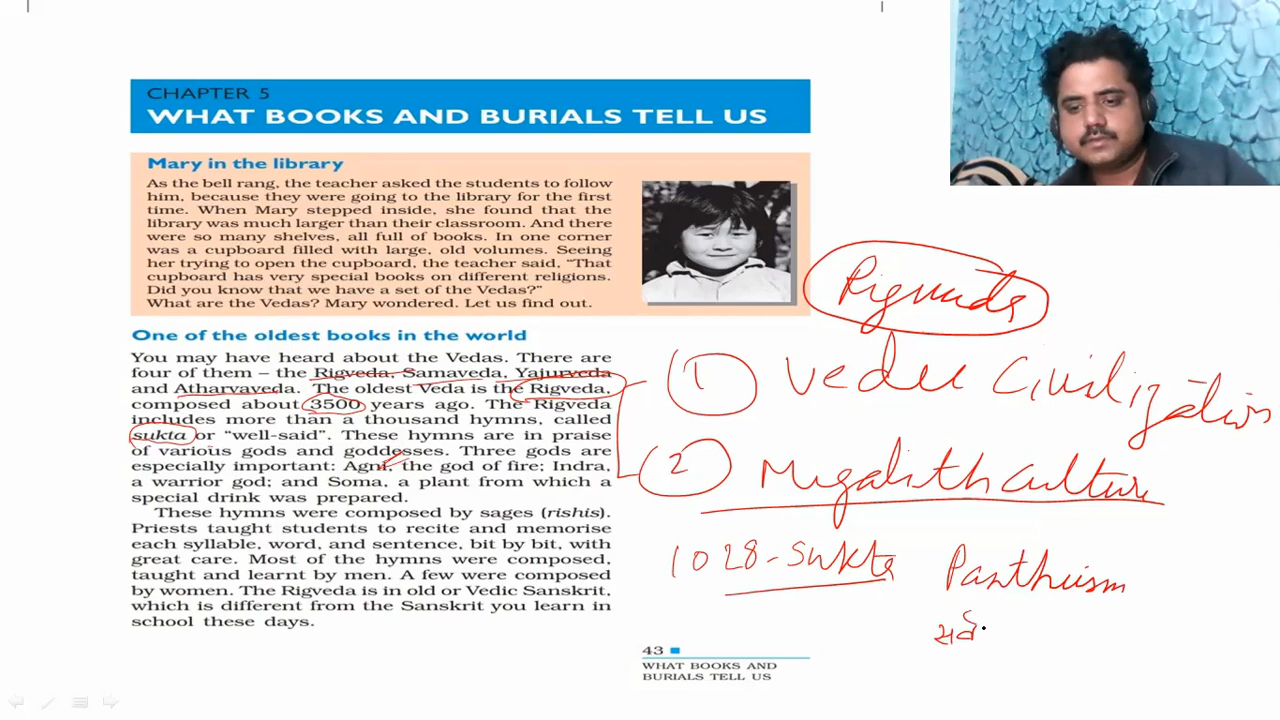 CHAPTER 5
WHAT BOOKS AND BURIALS TELL US
Mary in the library
As the bell rang, the teacher asked the students to follow
him, because they were going to the library for the first
time. When Mary stepped inside, she found that the
library was much larger than their classroom. And there
were so many shelves, all full of books. In one corner
was a cupboard filled with large, old volumes. Seeing
her trying to open the cupboard, the teacher said, “That
cupboard has very special books on different religions.
Did you know that we have a set of the Vedas?”
What are the Vedas? Mary wondered. Let us find out.
One of the oldest books in the world
You may have heard about the Vedas. There are
four of them – the Rigveda, Samaveda, Yajurveda
and Atharvaveda. The oldest Veda is the Rigveda,
composed about 3500 years ago. The Rigveda
includes more than a thousand hymns, called
sukta or “well-said”. These hymns are in praise
of various gods and goddesses. Three gods are
especially important: Agni, the god of fire; Indra,
a warrior god; and Soma, a plant from which a
special drink was prepared.
These hymns were composed by sages (rishis).
Priests taught students to recite and memorise
each syllable, word, and sentence, bit by bit, with
great care. Most of the hymns were composed,
taught and learnt by men. A few were composed
by women. The Rigveda is in old or Vedic Sanskrit,
which is different from the Sanskrit you learn in
school these days.
Rigveda
1 Vedic Civilization
2 Megalith culture
1028-Sukta Pantheism
सर्वे
43
WHAT BOOKS AND
BURIALS TELL US